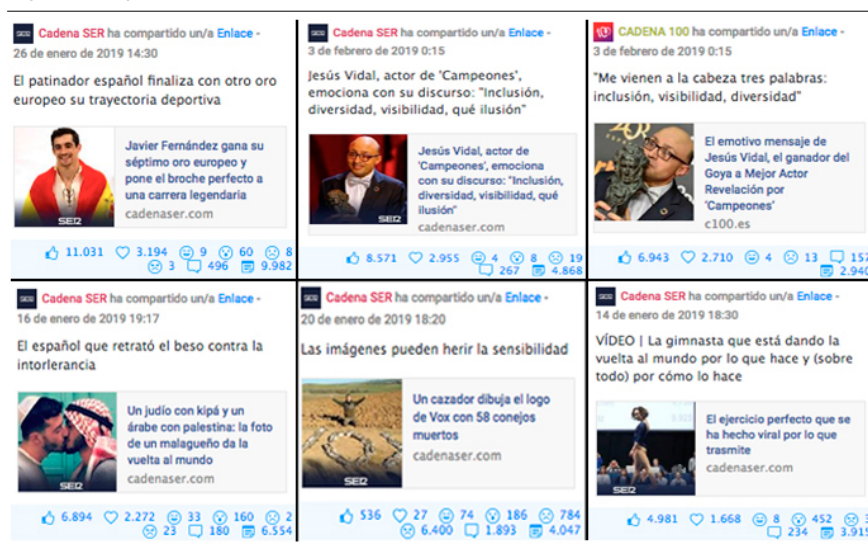 Cadena SER ha compartido un/a Enlace -
26 de enero de 2019 14:30
El patinador español finaliza con otro oro
europeo su trayectoria deportiva
Javier Fernández gana su
séptimo oro europeo y
pone el broche perfecto a
una carrera legendaria
cadenaser.com
SER
11.031 3.194 9 60 8
3 496 9.982
Cadena SER ha compartido un/a Enlace -
3 de febrero de 2019 0:15
Jesús Vidal, actor de 'Campeones',
emociona con su discurso: "Inclusión,
diversidad, visibilidad, qué ilusión"
Jesús Vidal, actor de
'Campeones', emociona
con su discurso: "Inclusión,
diversidad, visibilidad, qué
ilusión"
cadenaser.com
SER
8.571 2.955 4 8 19
267 4.868
CADENA 100 ha compartido un/a Enlace -
3 de febrero de 2019 0:15
"Me vienen a la cabeza tres palabras:
inclusión, visibilidad, diversidad"
El emotivo mensaje de
Jesús Vidal, el ganador del
Goya a Mejor Actor
Revelación por
'Campeones'
c100.es
6.943 2.710 4 13 157
2.940
Cadena SER ha compartido un/a Enlace -
16 de enero de 2019 19:17
El español que retrató el beso contra la
intorlerancia
Un judío con kipá y un
árabe con palestina: la foto
de un malagueño da la
vuelta al mundo
cadenaser.com
SER
6.894 2.272 33 160 2
23 180 6.554
Cadena SER ha compartido un/a Enlace -
20 de enero de 2019 18:20
Las imágenes pueden herir la sensibilidad
Un cazador dibuja el logo
de Vox con 58 conejos
muertos
cadenaser.com
SER
536 27 74 186 784
6.400 1.893 4.047
Cadena SER ha compartido un/a Enlace -
14 de enero de 2019 18:30
VÍDEO | La gimnasta que está dando la
vuelta al mundo por lo que hace y (sobre
todo) por cómo lo hace
El ejercicio perfecto que se
ha hecho viral por lo que
trasmite
cadenaser.com
SER
4.981 1.668 8 452 3
234 3.915